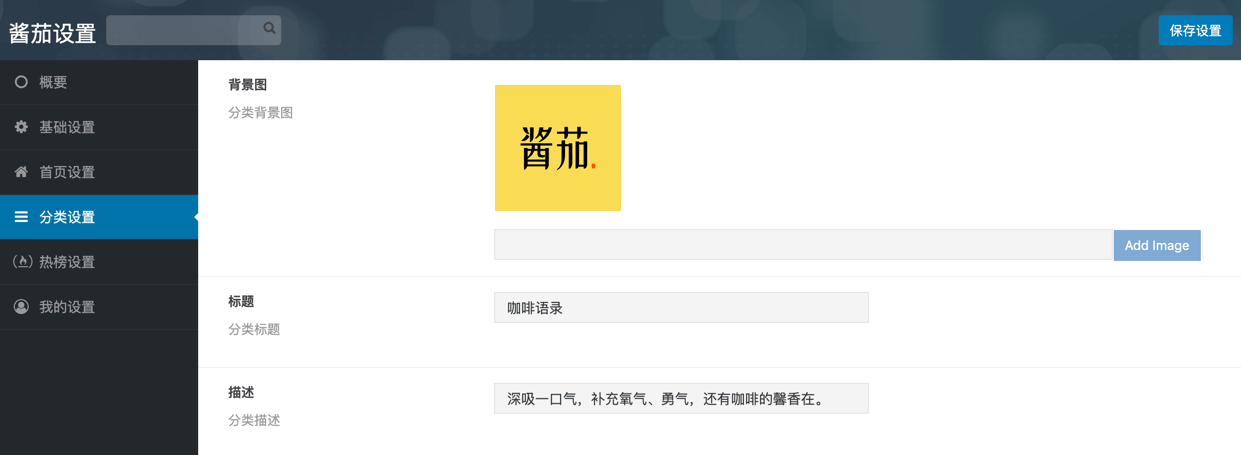 酱茄设置
保存设置
概要
基础设置
首页设置
分类设置
热榜设置
我的设置
背景图
分类背景图
酱茄.
Add Image
标题
分类标题
咖啡语录
描述
分类描述
深吸一口气，补充氧气、勇气，还有咖啡的馨香在。